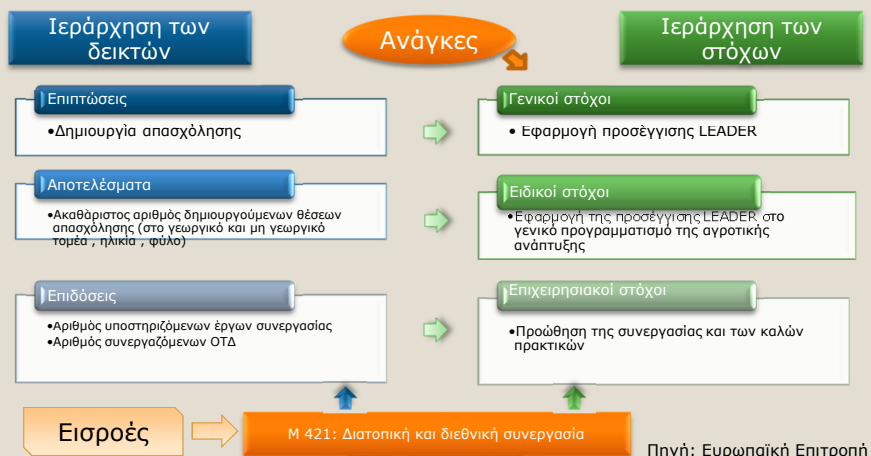 Ιεράρχηση των
δεικτών
Ανάγκες
Ιεράρχηση των
στόχων
Επιπτώσεις
•Δημιουργία απασχόλησης
Γενικοί στόχοι
• Εφαρμογή προσέγγισης LEADER
Αποτελέσματα
•Ακαθάριστος αριθμός δημιουργούμενων θέσεων
απασχόλησης (στο γεωργικό και μη γεωργικό
τομέα , ηλικία , φύλο)
Ειδικοί στόχοι
•Εφαρμογή της προσέγγισης LEADER στο
γενικό προγραμματισμό της αγροτικής
ανάπτυξης
Επιδόσεις
•Αριθμός υποστηριζόμενων έργων συνεργασίας
•Αριθμός συνεργαζόμενων ΟΤΔ
Επιχειρησιακοί στόχοι
•Προώθηση της συνεργασίας και των καλών
πρακτικών
Εισροές
Μ 421: Διατοπική και διεθνική συνεργασία
Πηγή: Ευρωπαϊκή Επιτροπή